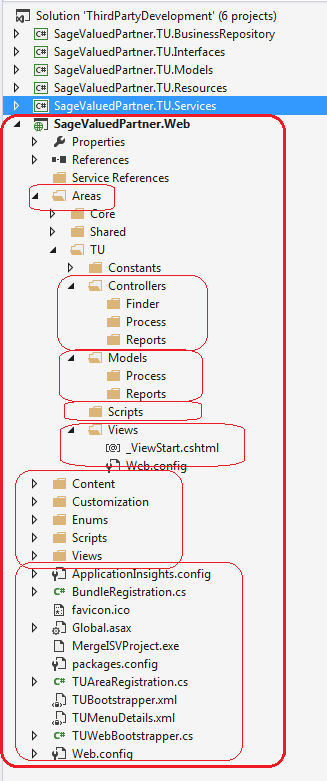 Solution 'ThirdPartyDevelopment' (6 projects)
SageValuedPartner.TU.BusinessRepository
SageValuedPartner.TU.Interfaces
SageValuedPartner.TU.Models
SageValuedPartner.TU.Resources
SageValuedPartner.TU.Services
SageValuedPartner.Web
Properties
References
Service References
Areas
Core
Shared
TU
Constants
Controllers
Finder
Process
Reports
Models
Process
Reports
Scripts
Views
_ViewStart.cshtml
Web.config
Content
Customization
Enums
Scripts
Views
ApplicationInsights.config
BundleRegistration.cs
favicon.ico
Global.asax
MergeISVProject.exe
packages.config
TUAreaRegistration.cs
TUBootstrapper.xml
TUMenuDetails.xml
TUWebBootstrapper.cs
Web.config